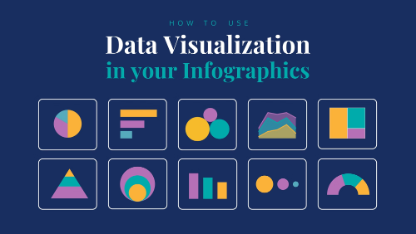 HOW TO USE
Data Visualization
in your Infographics